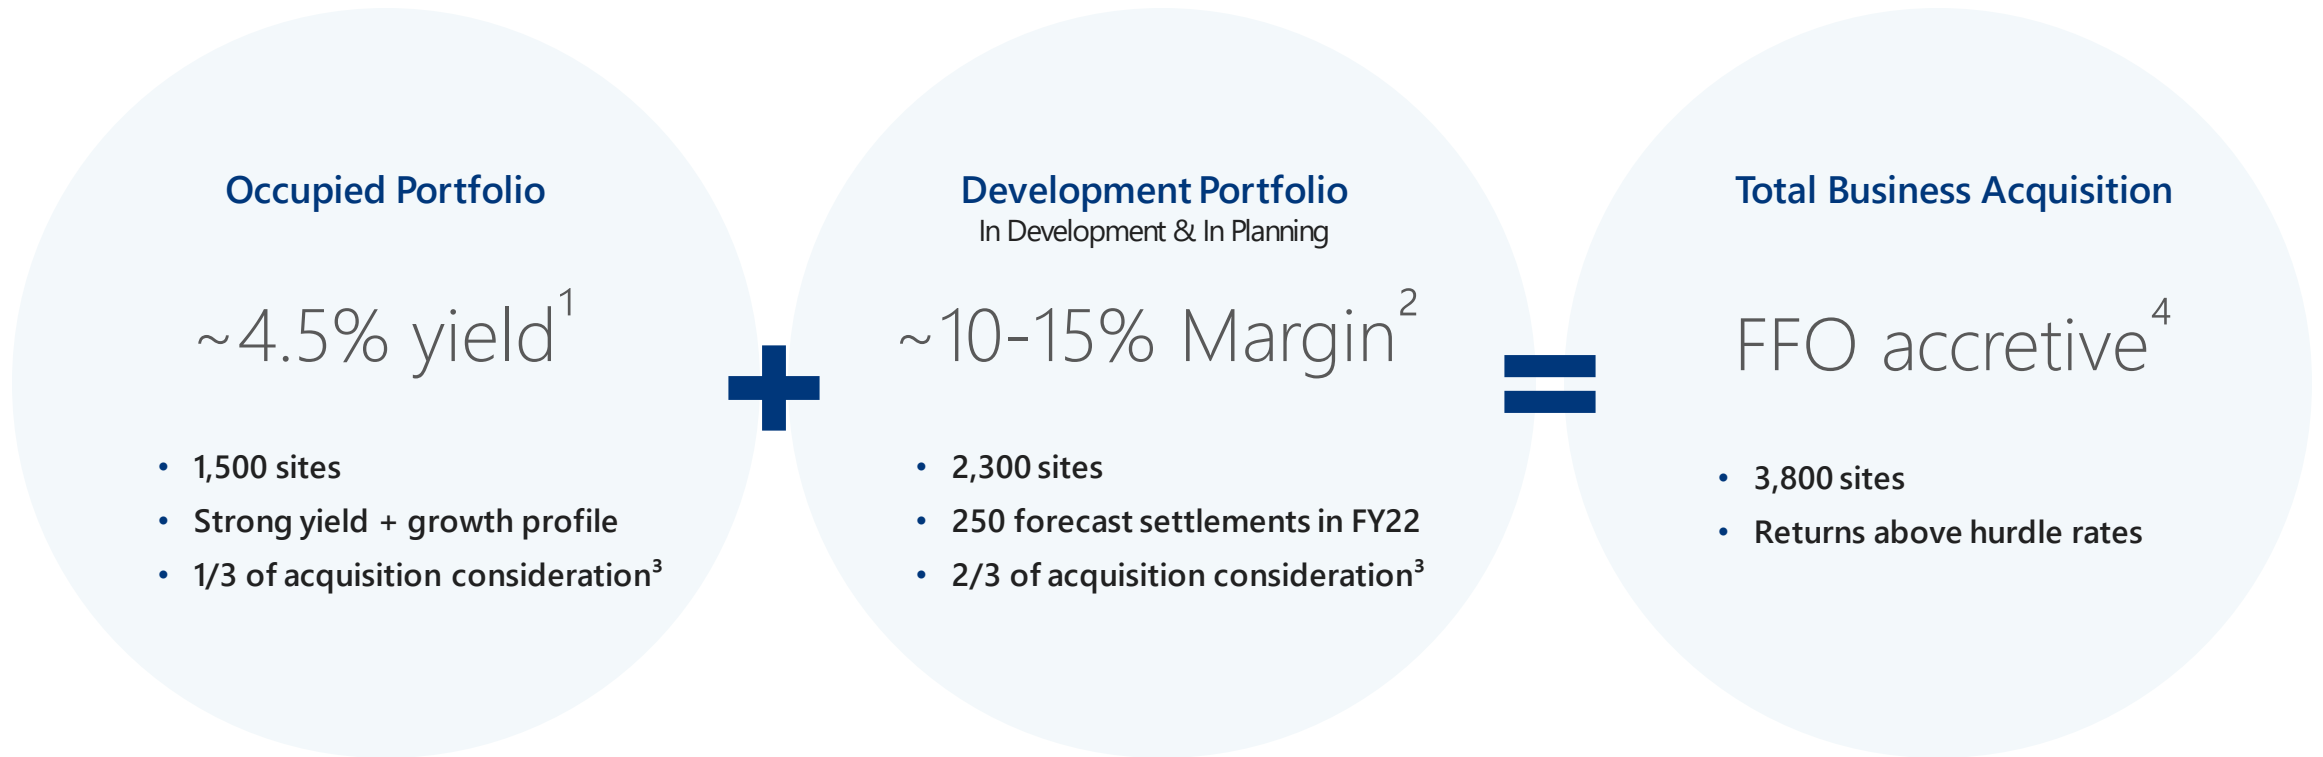 Occupied Portfolio
~4.5% yield¹
• 1,500 sites
• Strong yield + growth profile
• 1/3 of acquisition consideration³
+
Development Portfolio
In Development & In Planning
~10-15% Margin²
• 2,300 sites
• 250 forecast settlements in FY22
• 2/3 of acquisition consideration³
=
Total Business Acquisition
FFO accretive⁴
• 3,800 sites
• Returns above hurdle rates